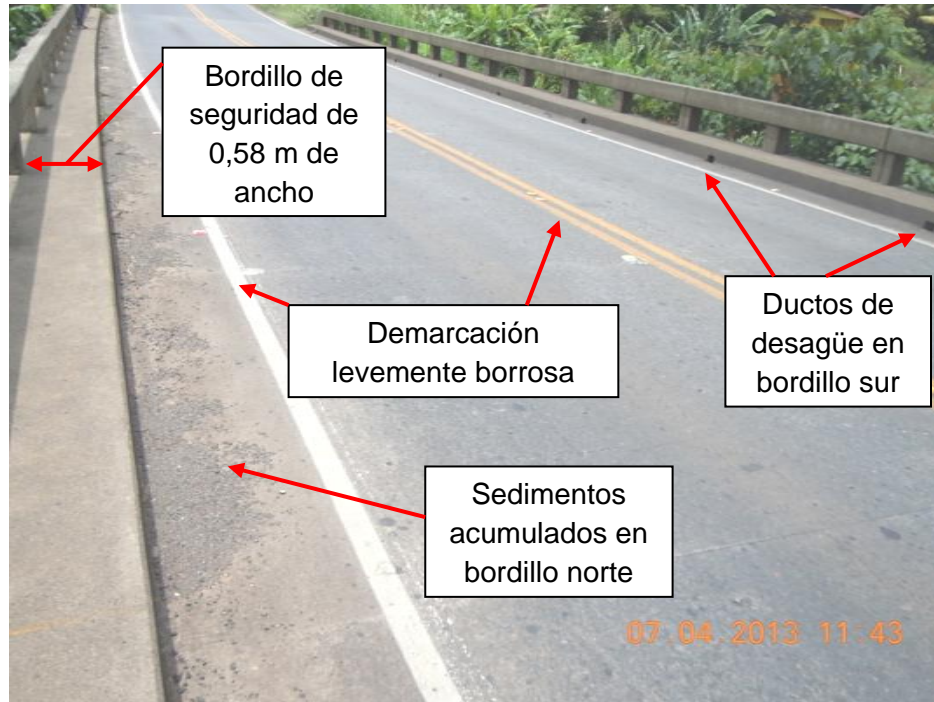 Bordillo de
seguridad de
0,58 m de
ancho
Demarcación
levemente borrosa
Ductos de
desagüe en
bordillo sur
Sedimentos
acumulados en
bordillo norte
07.04.2013 11:43